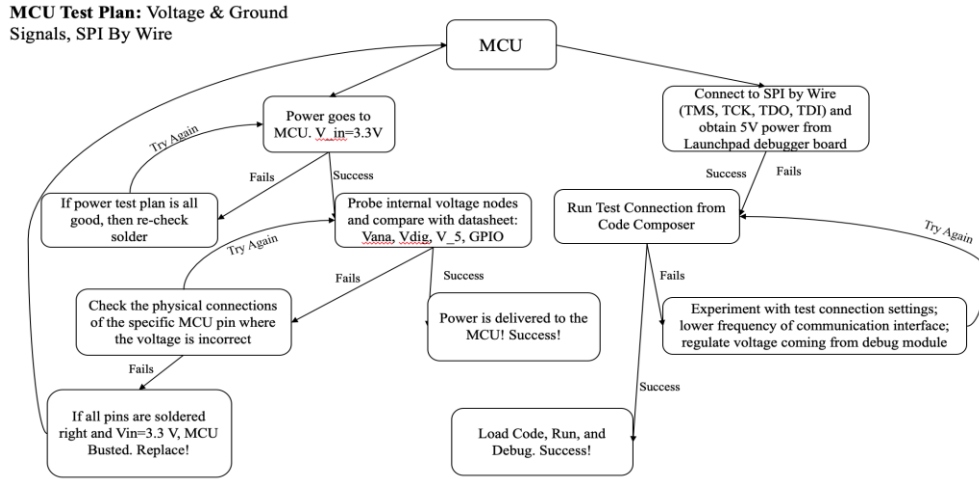 MCU Test Plan: Voltage & Ground
Signals, SPI By Wire
MCU
Power goes to
MCU. V_in=3.3V
Connect to SPI by Wire
(TMS, TCK, TDO, TDI) and
obtain 5V power from
Launchpad debugger board
Try Again
Fails
Success
Success
Fails
If power test plan is all
good, then re-check
solder
Probe internal voltage nodes
and compare with datasheet:
Vana, Vdig, V_5, GPIO
Run Test Connection from
Code Composer
Try Again
Try Again
Fails
Success
Fails
Check the physical connections
of the specific MCU pin where
the voltage is incorrect
Power is delivered to the
MCU! Success!
Experiment with test connection settings;
lower frequency of communication interface;
regulate voltage coming from debug module
Fails
Success
If all pins are soldered
right and Vin=3.3 V, MCU
Busted. Replace!
Load Code, Run, and
Debug. Success!